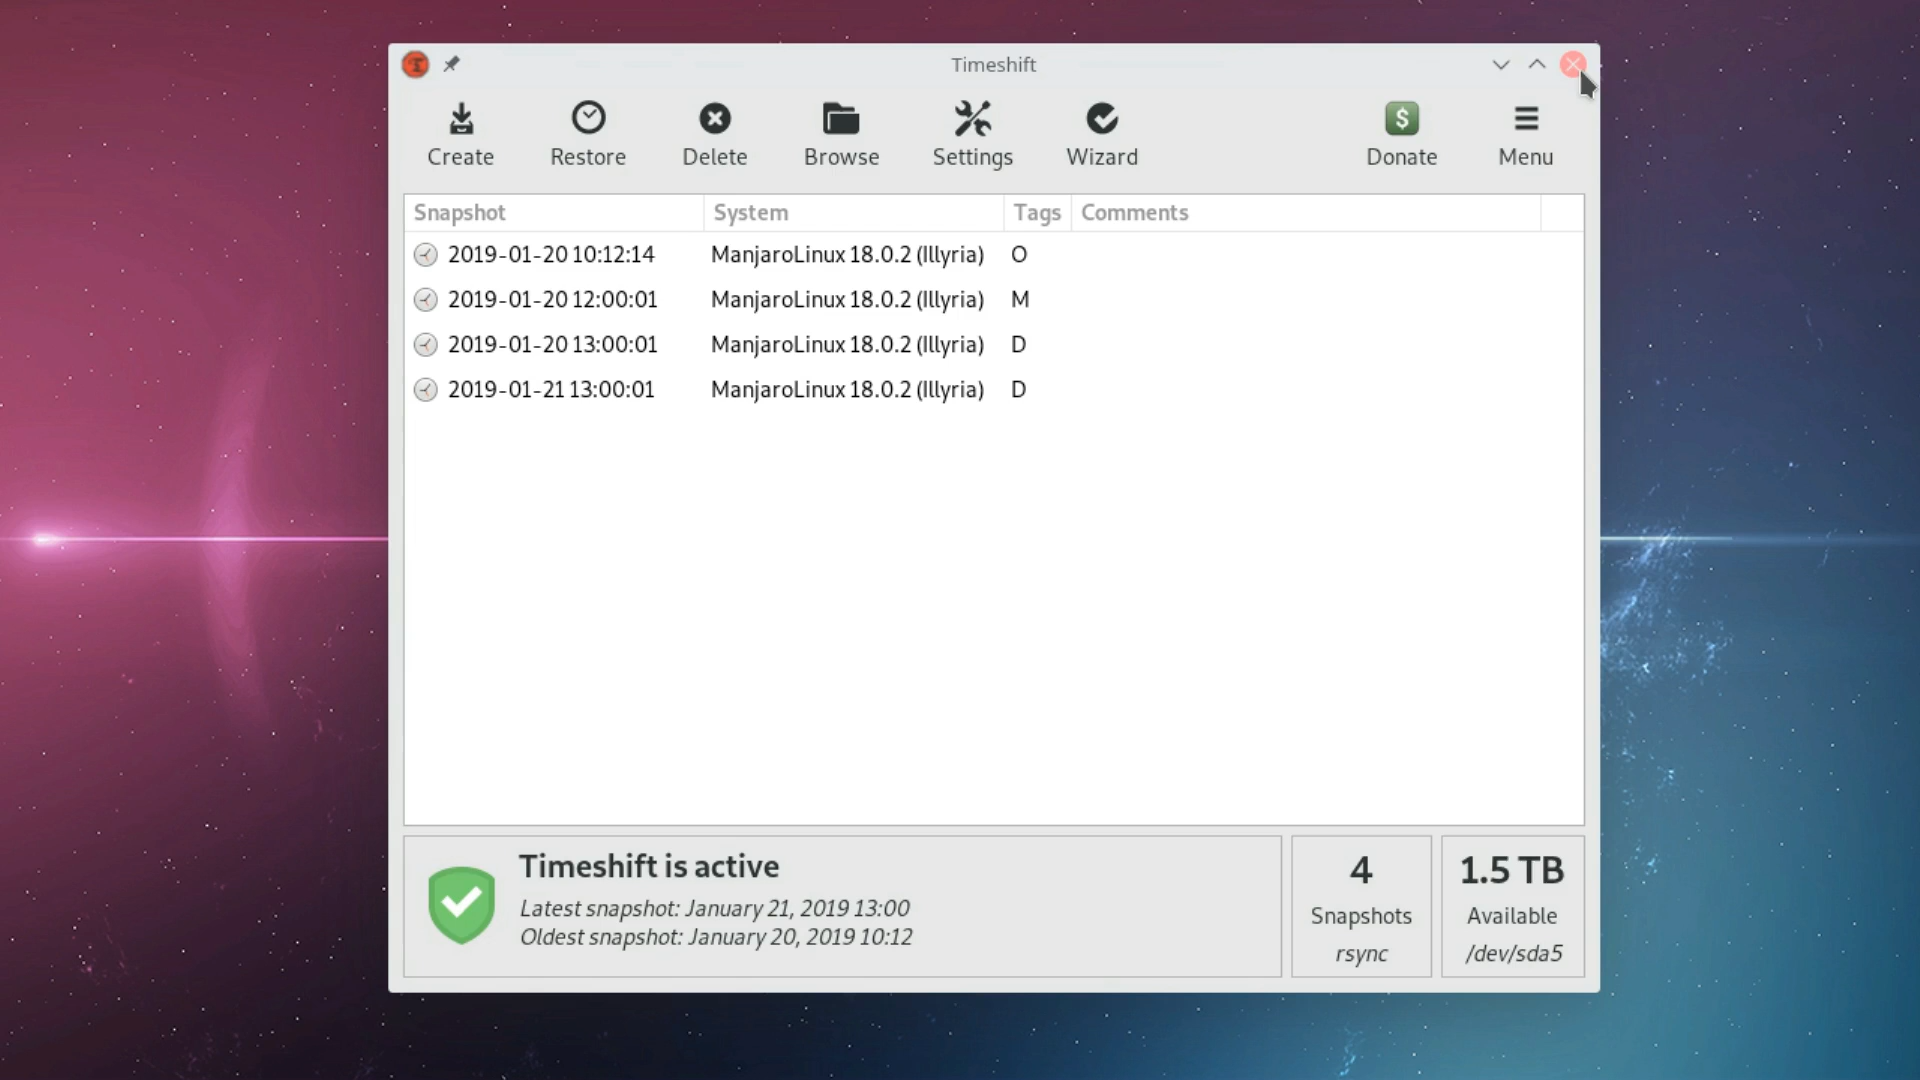 Timeshift
Create Restore Delete Browse Settings Wizard Donate Menu
Snapshot System Tags Comments
2019-01-20 10:12:14 ManjaroLinux 18.0.2 (Illyria) O
2019-01-20 12:00:01 ManjaroLinux 18.0.2 (Illyria) M
2019-01-20 13:00:01 ManjaroLinux 18.0.2 (Illyria) D
2019-01-21 13:00:01 ManjaroLinux 18.0.2 (Illyria) D
Timeshift is active
Latest snapshot: January 21, 2019 13:00
Oldest snapshot: January 20, 2019 10:12
4
Snapshots
rsync
1.5 TB
Available
/dev/sda5